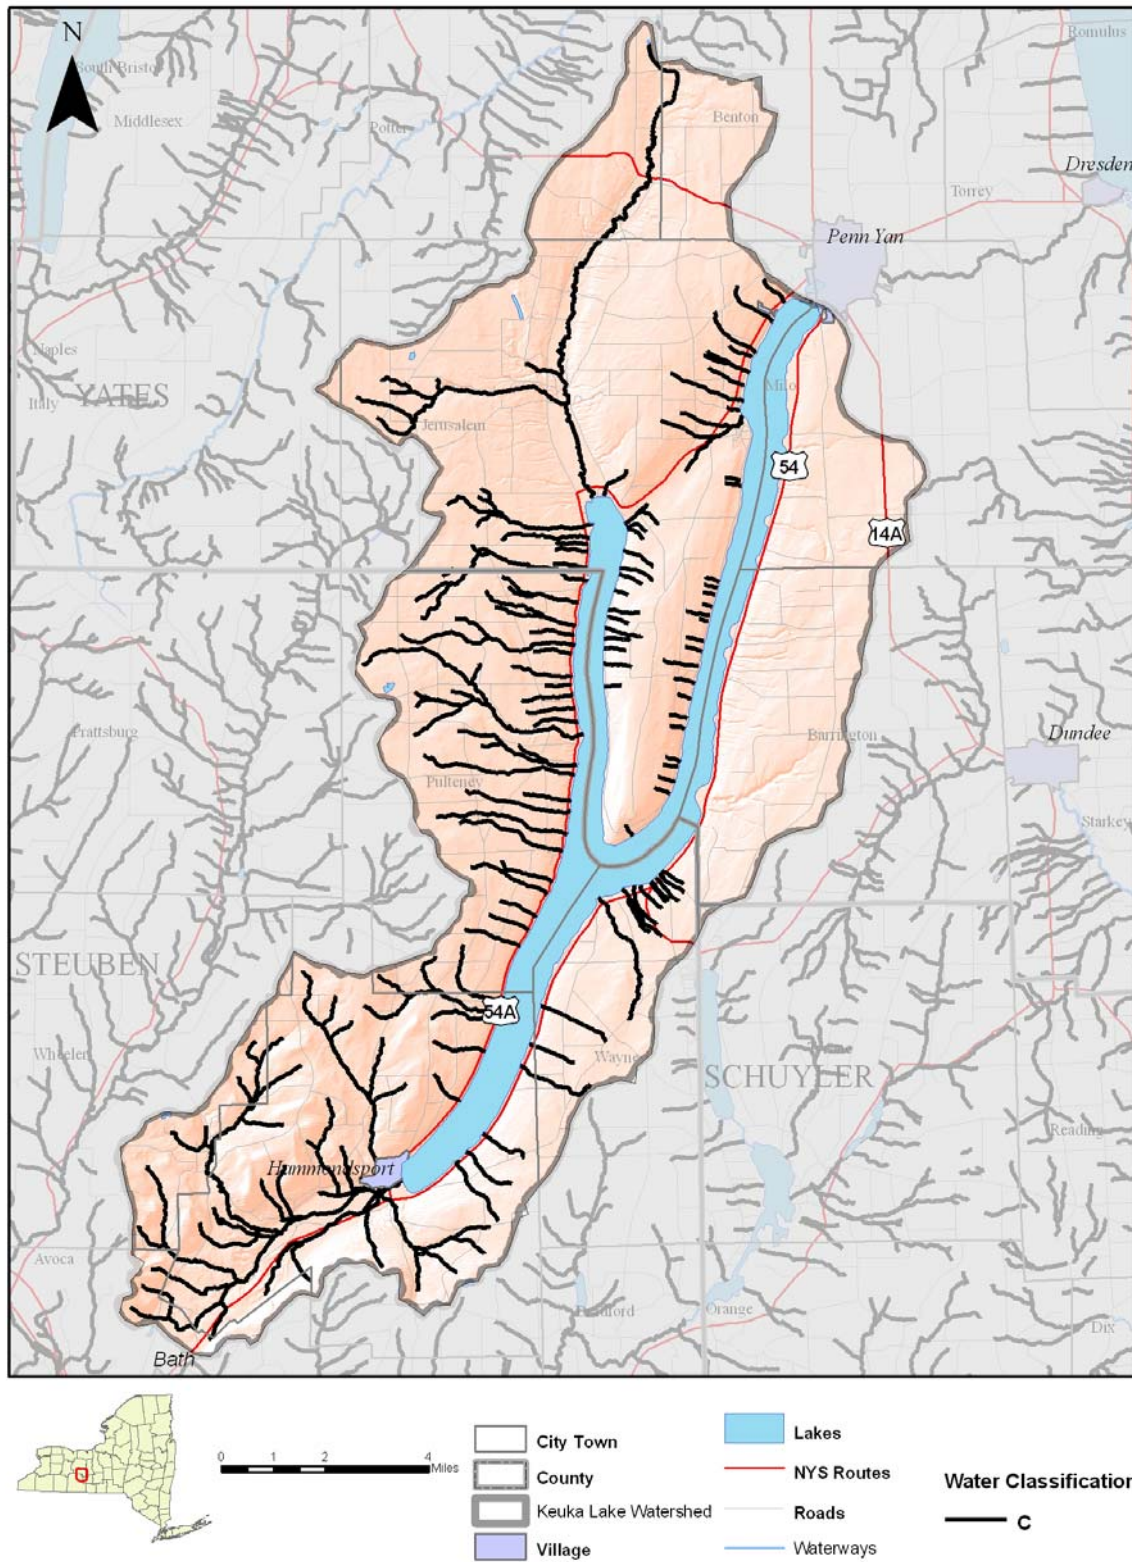 N
Romulus
South Bristol
Middlesex
Potter
Benton
Dresden
Torrey
Penn Yan
Naples
YATES
Italy
Milo
Jerusalem
54
14A
Prattsburg
Barrington
Dundee
Pulteney
Starkey
STEUBEN
54A
Wheeler
Wayne
SCHUYLER
Reading
Hammondsport
Avoca
Orange
Dix
Bath
0 1 2 4
Miles
City Town
County
Keuka Lake Watershed
Village
Lakes
NYS Routes
Roads
Waterways
Water Classification
C